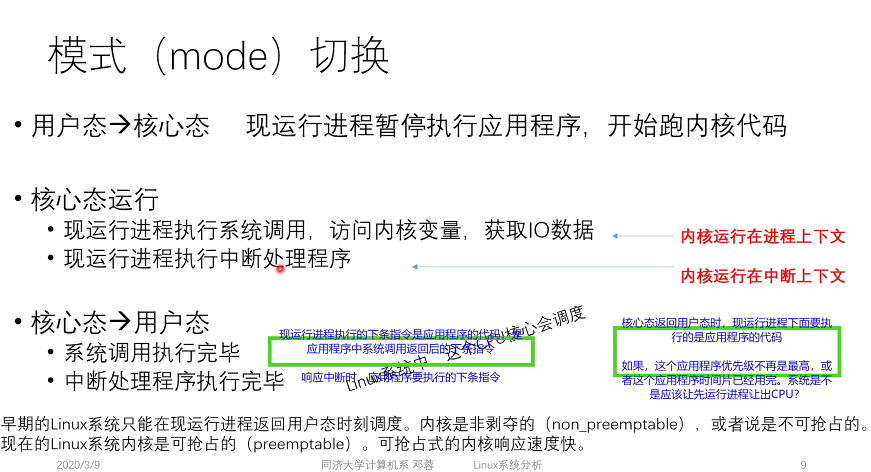 模式（mode）切换
• 用户态→核心态 现运行进程暂停执行应用程序，开始跑内核代码
• 核心态运行
• 现运行进程执行系统调用，访问内核变量，获取IO数据
内核运行在进程上下文
• 现运行进程执行中断处理程序
内核运行在中断上下文
• 核心态→用户态
• 系统调用执行完毕
• 中断处理程序执行完毕
现运行进程执行的下条指令是应用程序的代码，是
应用程序中系统调用返回后的下条指令
响应中断时，应用程序要执行的下条指令
Linux系统中，这个CPU核心会调度
核心态返回用户态时，现运行进程下面要执
行的是应用程序的代码
如果，这个应用程序优先级不再是最高，或
者这个应用程序时间片已经用完。系统是不
是应该让先运行进程让出CPU？
早期的Linux系统只能在现运行进程返回用户态时刻调度。内核是非剥夺的（non_preemptable），或者说是不可抢占的。
现在的Linux系统内核是可抢占的（preemptable）。可抢占式的内核响应速度快。
2020/3/9
同济大学计算机系 邓蓉 Linux系统分析
9